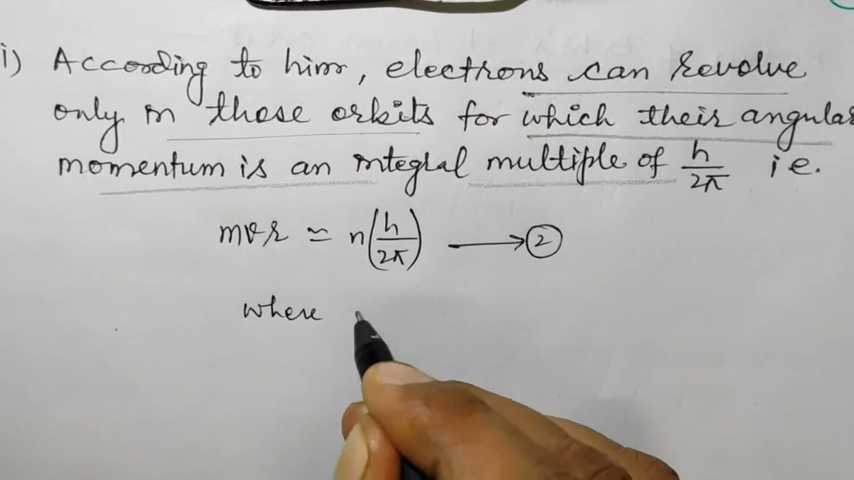 i) According to him, electrons can revolve
only in those orbits for which their angular
momentum is an integral multiple of h/2π i.e.
mvr = n(h/2π) → ②
where